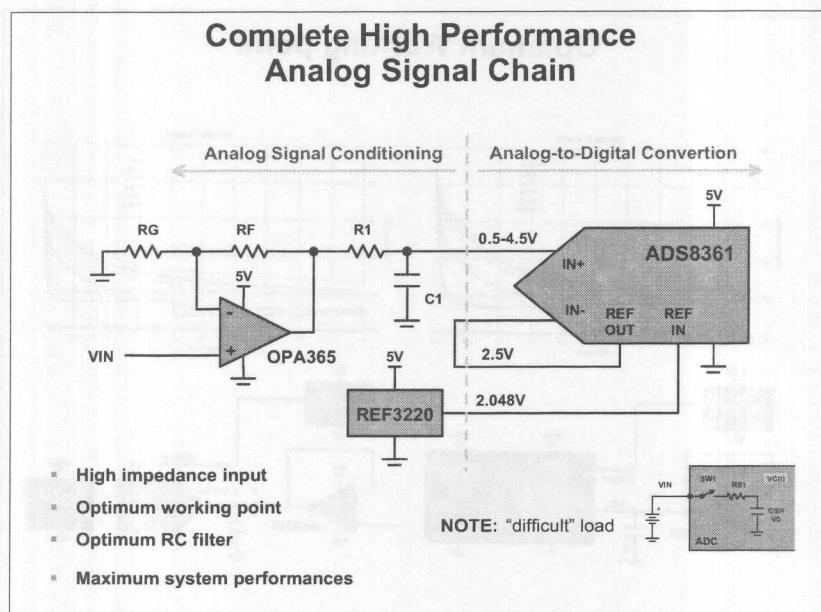 Complete High Performance
Analog Signal Chain
Analog Signal Conditioning
Analog-to-Digital Convertion
5V
RG
RF
R1
0.5-4.5V
ADS8361
IN+
5V
C1
IN-
REF
OUT
REF
IN
-
+
OPA365
VIN
2.5V
5V
REF3220
2.048V
High impedance input
Optimum working point
Optimum RC filter
Maximum system performances
NOTE: "difficult" load
VIN
SW1
RS1
VC(t)
CSH
V0
ADC